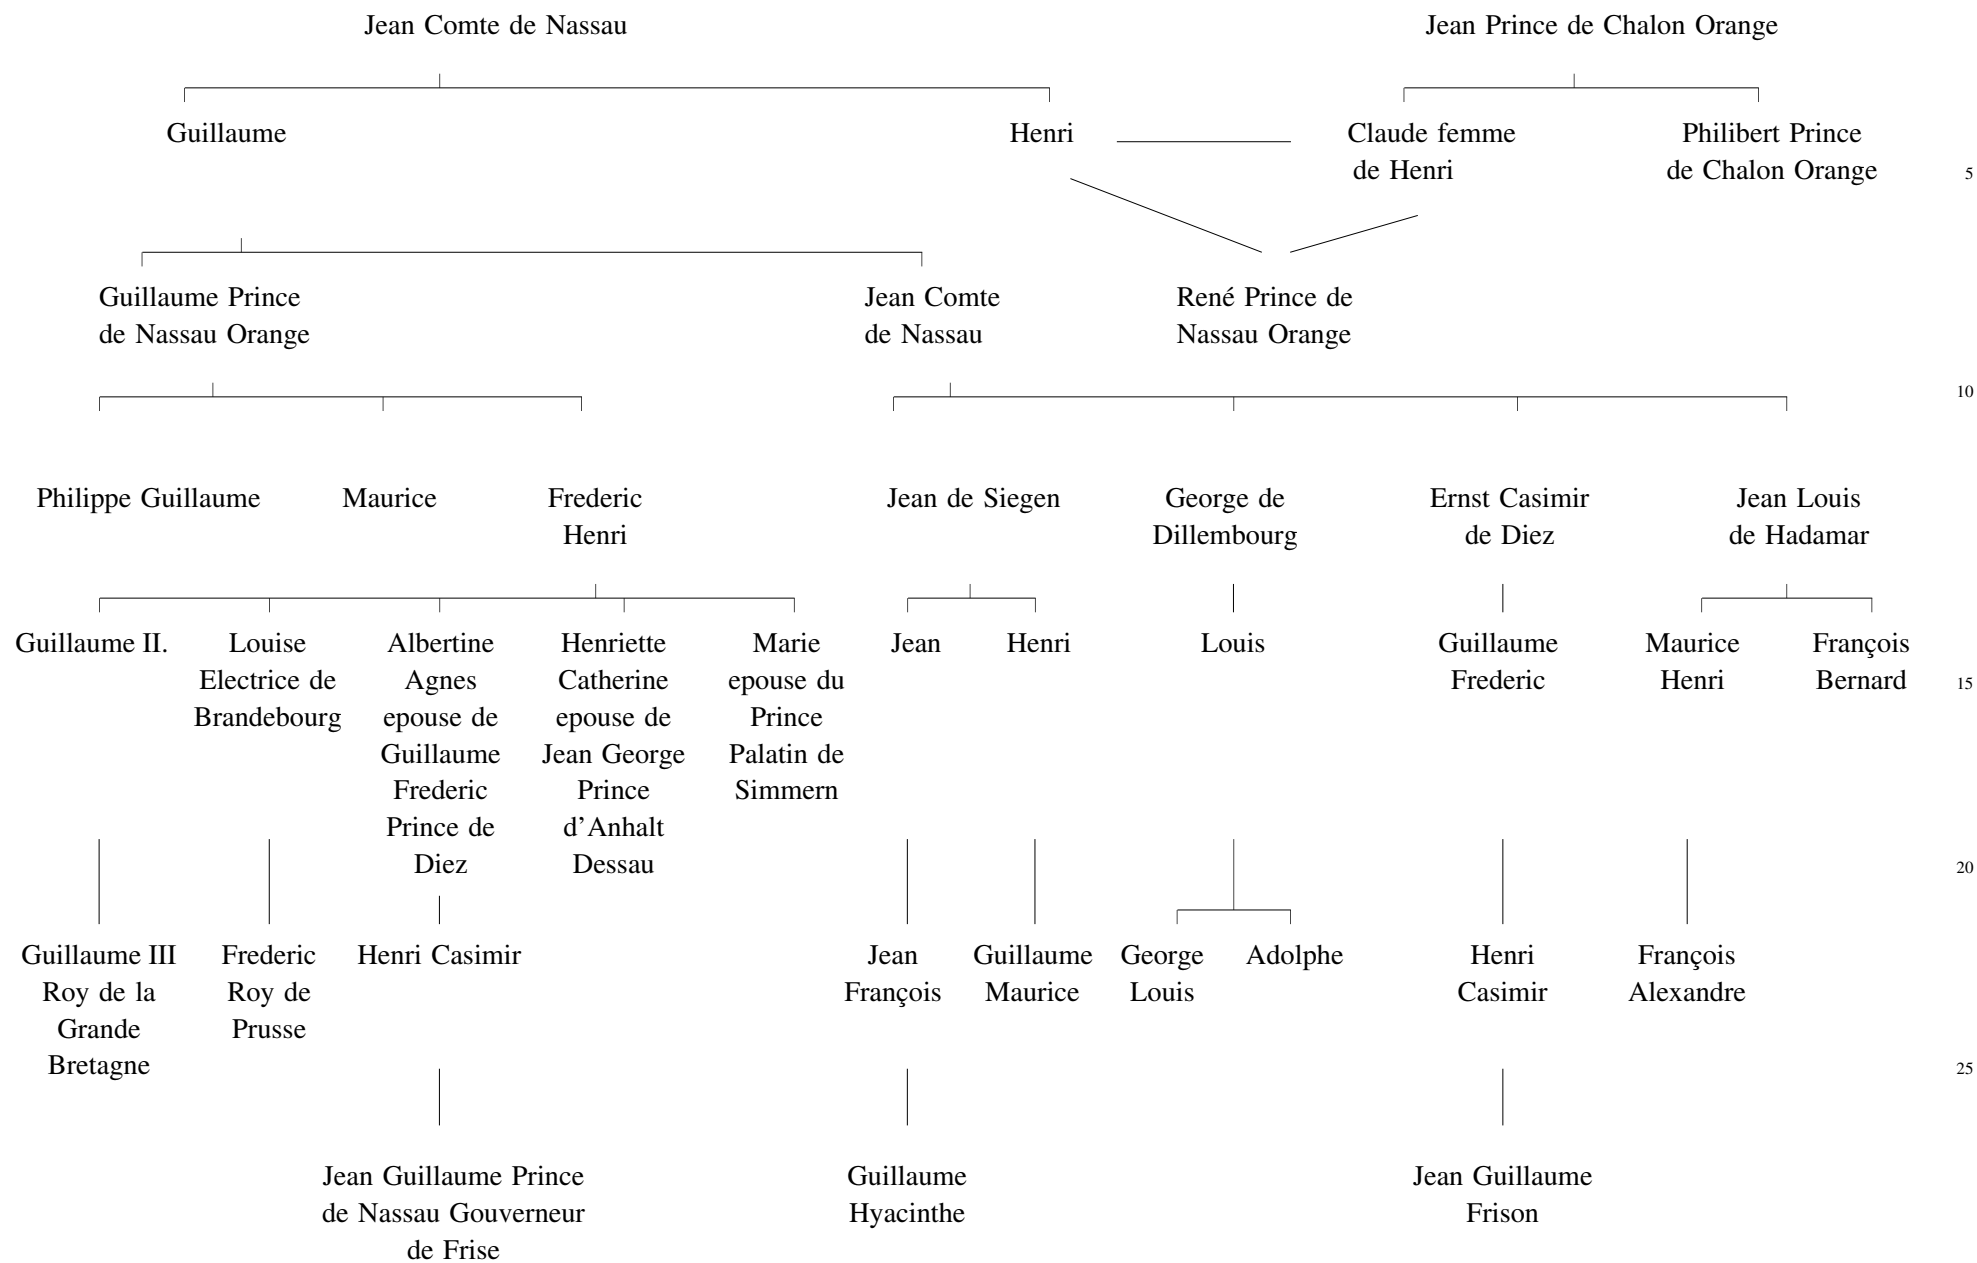 Jean Comte de Nassau Jean Prince de Chalon Orange
Guillaume Henri Claude femme Philibert Prince
de Henri de Chalon Orange 5
Guillaume Prince Jean Comte René Prince de
de Nassau Orange de Nassau Nassau Orange
10
Philippe Guillaume Maurice Frederic Jean de Siegen George de Ernst Casimir Jean Louis
Henri Dillembourg de Diez de Hadamar
Guillaume II. Louise Albertine Henriette Marie Jean Henri Louis Guillaume Maurice François
Electrice de Agnes Catherine epouse du Frederic Henri Bernard 15
Brandebourg epouse de epouse de Prince
Guillaume Jean George Palatin de
Frederic Prince Simmern
Prince de d'Anhalt
Diez Dessau 20
Guillaume III Frederic Henri Casimir Jean Guillaume George Adolphe Henri François
Roy de la Roy de François Maurice Louis Casimir Alexandre
Grande Prusse
Bretagne 25
Jean Guillaume Prince Guillaume Jean Guillaume
de Nassau Gouverneur Hyacinthe Frison
de Frise